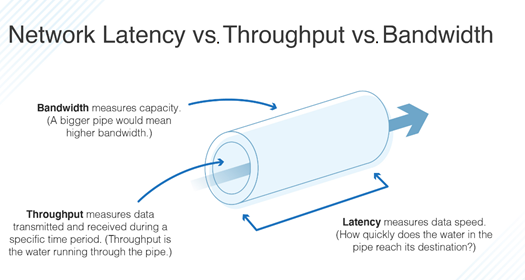 Network Latency vs. Throughput vs. Bandwidth
Bandwidth measures capacity.
(A bigger pipe would mean
higher bandwidth.)
Throughput measures data
transmitted and received during a
specific time period. (Throughput is
the water running through the pipe.)
Latency measures data speed.
(How quickly does the water in the
pipe reach its destination?)